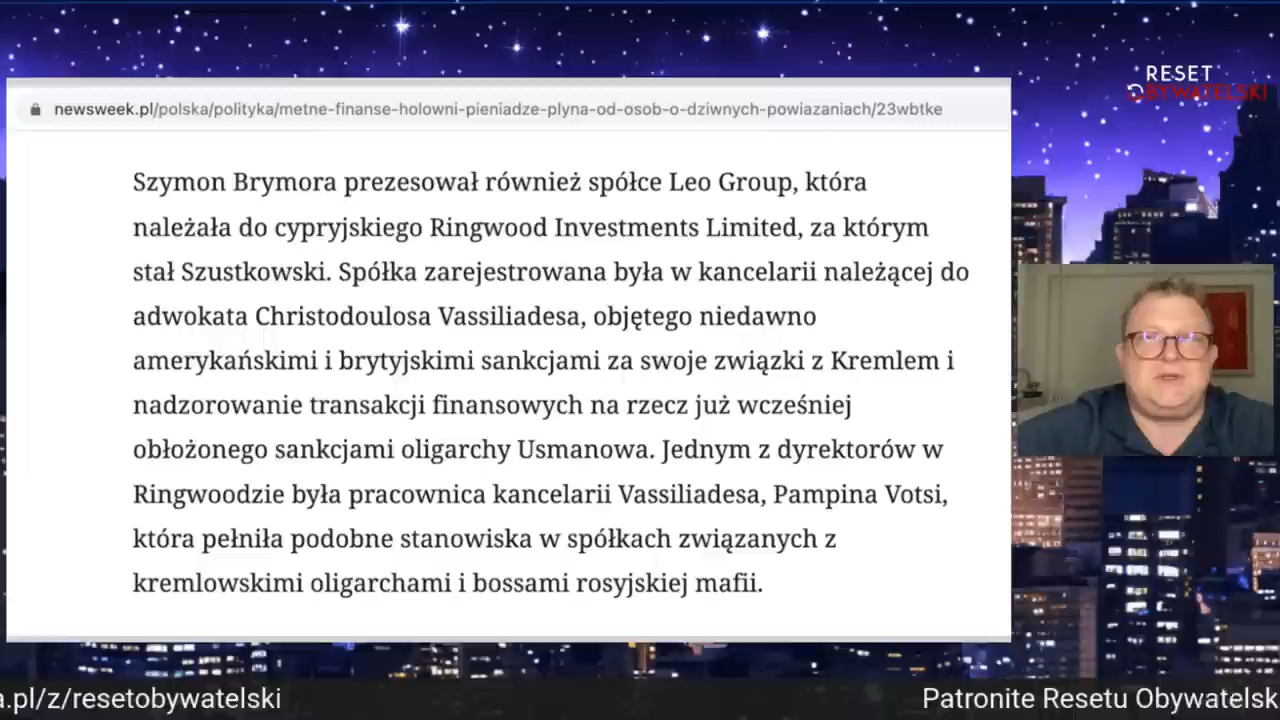 RESET
OBYWATELSKI
newsweek.pl/polska/polityka/metne-finanse-holowni-pieniadze-plyna-od-osob-o-dziwnych-powiazaniach/23wbtke
Szymon Brymora prezesował również spółce Leo Group, która
należała do cypryjskiego Ringwood Investments Limited, za którym
stał Szustkowski. Spółka zarejestrowana była w kancelarii należącej do
adwokata Christodoulosa Vassiliadesa, objętego niedawno
amerykańskimi i brytyjskimi sankcjami za swoje związki z Kremlem i
nadzorowanie transakcji finansowych na rzecz już wcześniej
obłożonego sankcjami oligarchy Usmanowa. Jednym z dyrektorów w
Ringwoodzie była pracownica kancelarii Vassiliadesa, Pampina Votsi,
która pełniła podobne stanowiska w spółkach związanych z
kremlowskimi oligarchami i bossami rosyjskiej mafii.
a.pl/z/resetobywatelski
Patronite Resetu Obywatelsk